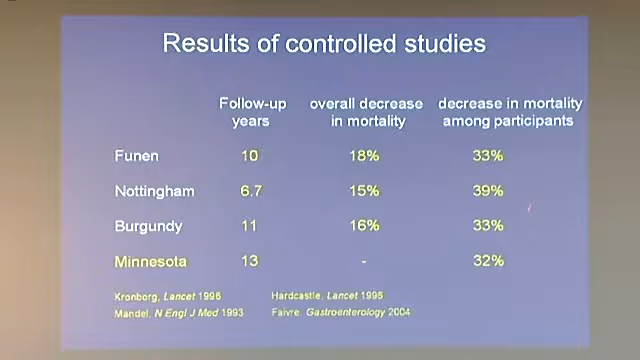 Results of controlled studies
Follow-up years overall decrease in mortality decrease in mortality among participants
Funen 10 18% 33%
Nottingham 6.7 15% 39%
Burgundy 11 16% 33%
Minnesota 13 - 32%
Kronborg, Lancet 1996 Hardcastle, Lancet 1996
Mandel, N Engl J Med 1993 Faivre, Gastroenterology 2004